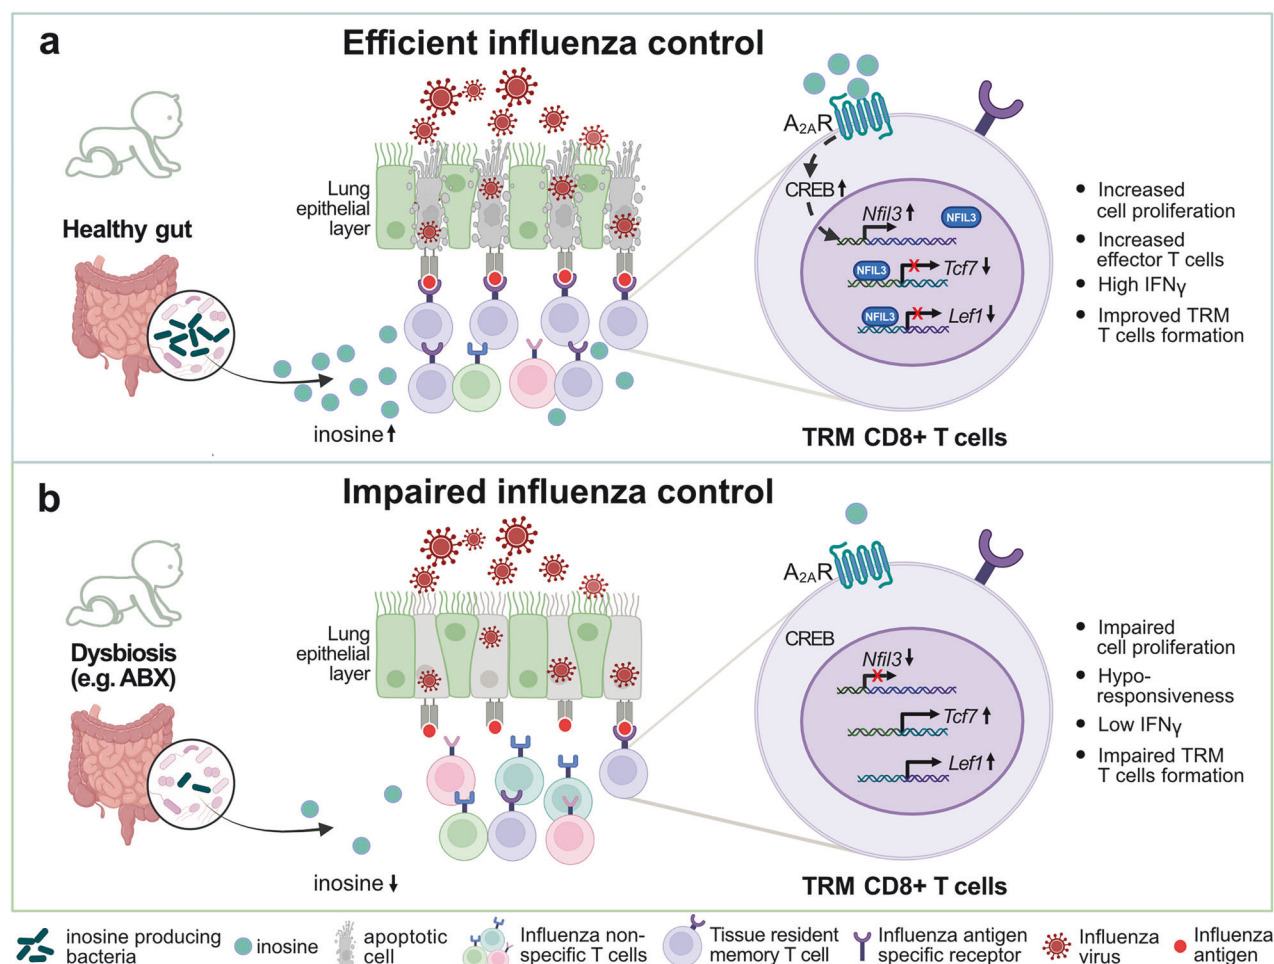 a
Efficient influenza control
Healthy gut
Lung
epithelial
layer
inosine↑
A2AR
CREB↑
Nfil3↑
NFIL3
NFIL3
Tcf7↓
NFIL3
Lef1↓
TRM CD8+ T cells
• Increased
cell proliferation
• Increased
effector T cells
• High IFNγ
• Improved TRM
T cells formation
b
Impaired influenza control
Dysbiosis
(e.g. ABX)
Lung
epithelial
layer
inosine↓
A2AR
CREB
Nfil3↓
Tcf7↑
Lef1↑
TRM CD8+ T cells
• Impaired
cell proliferation
• Hypo-
responsiveness
• Low IFNγ
• Impaired TRM
T cells formation
inosine producing
bacteria
inosine
apoptotic
cell
Influenza non-
specific T cells
Tissue resident
memory T cell
Influenza antigen
specific receptor
Influenza
virus
Influenza
antigen